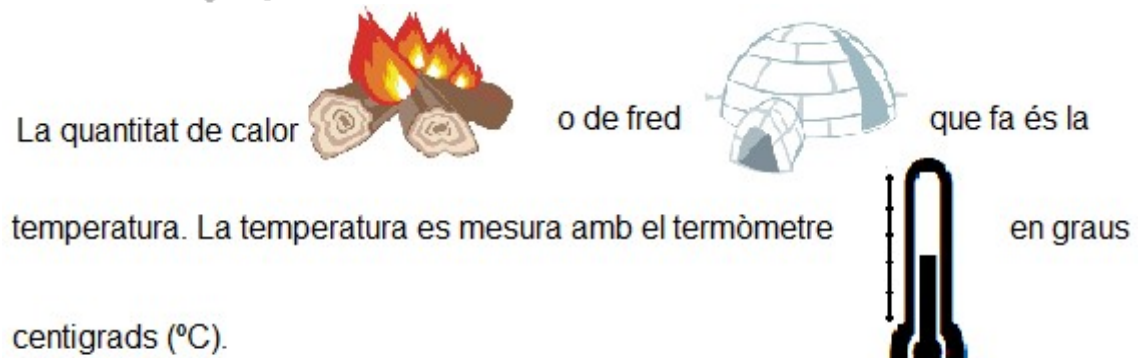 La quantitat de calor o de fred que fa és la
temperatura. La temperatura es mesura amb el termòmetre en graus
centigrads (ºC).